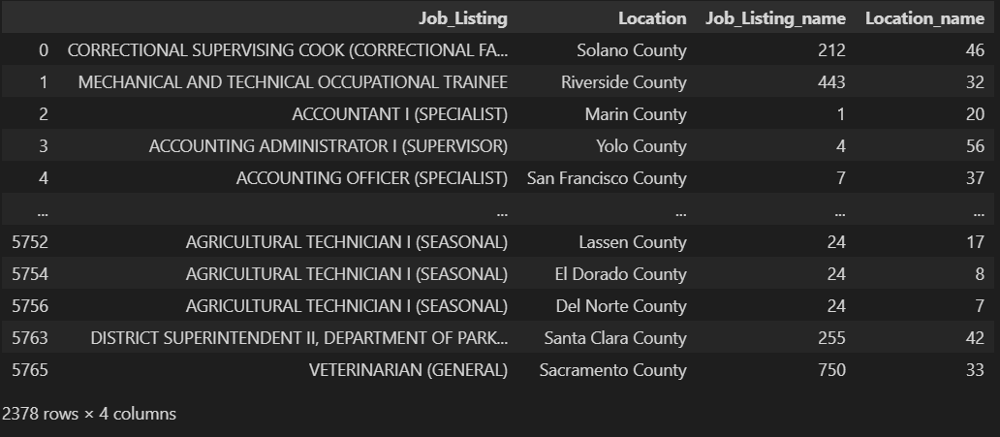 Job_Listing Location Job_Listing_name Location_name
0 CORRECTIONAL SUPERVISING COOK (CORRECTIONAL FA... Solano County 212 46
1 MECHANICAL AND TECHNICAL OCCUPATIONAL TRAINEE Riverside County 443 32
2 ACCOUNTANT I (SPECIALIST) Marin County 1 20
3 ACCOUNTING ADMINISTRATOR I (SUPERVISOR) Yolo County 4 56
4 ACCOUNTING OFFICER (SPECIALIST) San Francisco County 7 37
... ... ... ... ...
5752 AGRICULTURAL TECHNICIAN I (SEASONAL) Lassen County 24 17
5754 AGRICULTURAL TECHNICIAN I (SEASONAL) El Dorado County 24 8
5756 AGRICULTURAL TECHNICIAN I (SEASONAL) Del Norte County 24 7
5763 DISTRICT SUPERINTENDENT II, DEPARTMENT OF PARK... Santa Clara County 255 42
5765 VETERINARIAN (GENERAL) Sacramento County 750 33
2378 rows × 4 columns